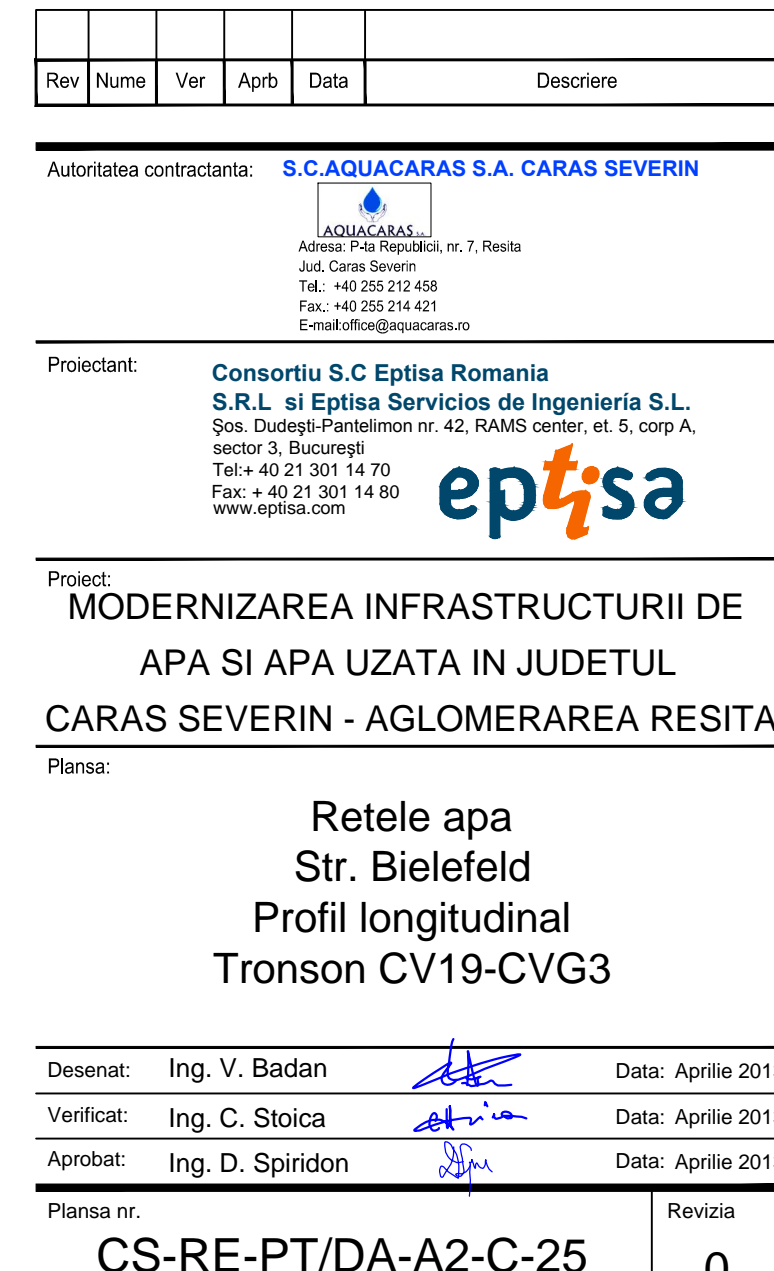 Rev Nume Ver Aprb Data Descriere
Autoritatea contractanta: S.C.AQUACARAS S.A. CARAS SEVERIN
AQUACARAS S.A.
Adresa: P-ta Republicii, nr. 7, Resita
Jud. Caras Severin
Tel.: +40 255 212 458
Fax.: +40 255 214 421
E-mail:office@aquacaras.ro
Proiectant:
Consortiu S.C Eptisa Romania
S.R.L si Eptisa Servicios de Ingeniería S.L.
Şos. Dudeşti-Pantelimon nr. 42, RAMS center, et. 5, corp A,
sector 3, Bucureşti
Tel:+ 40 21 301 14 70
Fax: + 40 21 301 14 80
www.eptisa.com
eptisa
Proiect:
MODERNIZAREA INFRASTRUCTURII DE
APA SI APA UZATA IN JUDETUL
CARAS SEVERIN - AGLOMERAREA RESITA
Plansa:
Retele apa
Str. Bielefeld
Profil longitudinal
Tronson CV19-CVG3
Desenat: Ing. V. Badan Data: Aprilie 201
Verificat: Ing. C. Stoica Data: Aprilie 201
Aprobat: Ing. D. Spiridon Data: Aprilie 201
Plansa nr. Revizia
CS-RE-PT/DA-A2-C-25 0